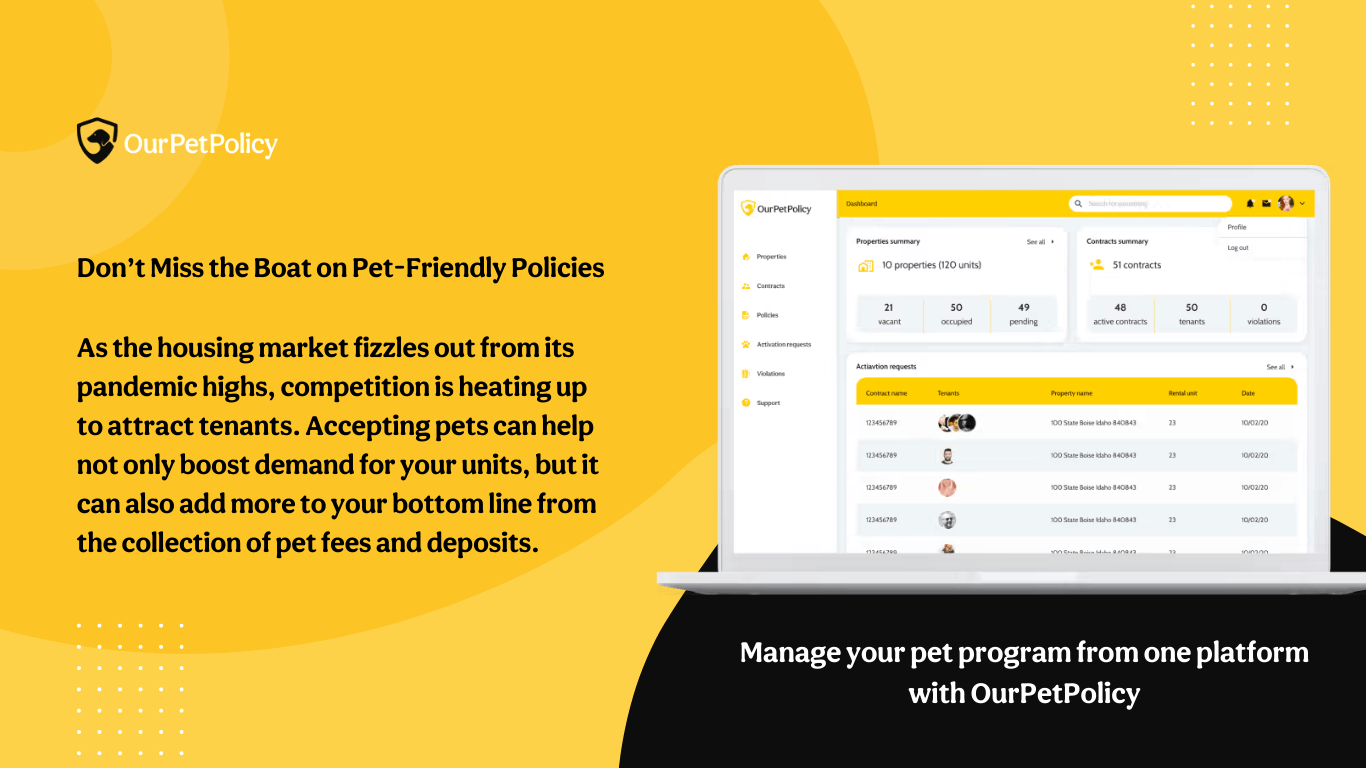 OurPetPolicy
Don't Miss the Boat on Pet-Friendly Policies
As the housing market fizzles out from its
pandemic highs, competition is heating up
to attract tenants. Accepting pets can help
not only boost demand for your units, but it
can also add more to your bottom line from
the collection of pet fees and deposits.
OurPetPolicy
Dashboard
Search for something
Profile
Log out
Properties
Contracts
Policies
Activation requests
Violations
Support
Properties summary
See all
10 properties (120 units)
21
50
49
vacant
occupied
pending
Contracts summary
51 contracts
48
50
0
active contracts
tenants
violations
Actiavtion requests
See all
Contract name Tenants Property name Rental unit Date
123456789 100 State Boise Idaho 840843 23 10/02/20
123456789 100 State Boise Idaho 840843 23 10/02/20
123456789 100 State Boise Idaho 840843 23 10/02/20
123456789 100 State Boise Idaho 840843 23 10/02/20
123456789 100 State Boise Idaho 840843 23 10/02/20
Manage your pet program from one platform
with OurPetPolicy